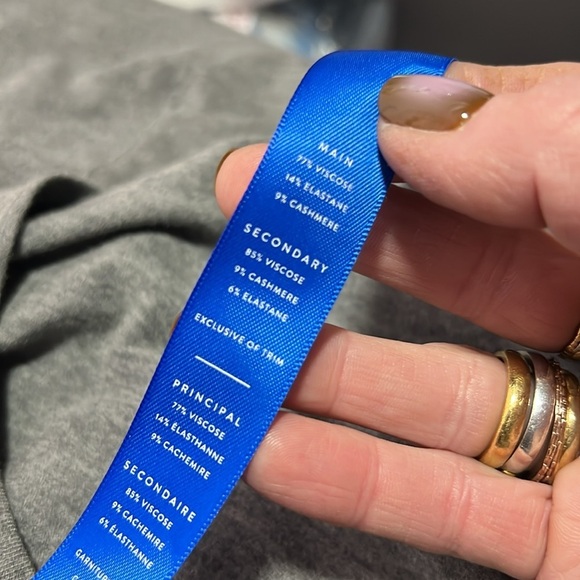 MAIN
77% VISCOSE
14% ELASTANE
9% CASHMERE
SECONDARY
85% VISCOSE
9% CASHMERE
6% ELASTANE
EXCLUSIVE OF TRIM
PRINCIPAL
77% VISCOSE
14% ÉLASTHANNE
9% CACHEMIRE
SECONDAIRE
85% VISCOSE
9% CACHEMIRE
6% ÉLASTHANNE